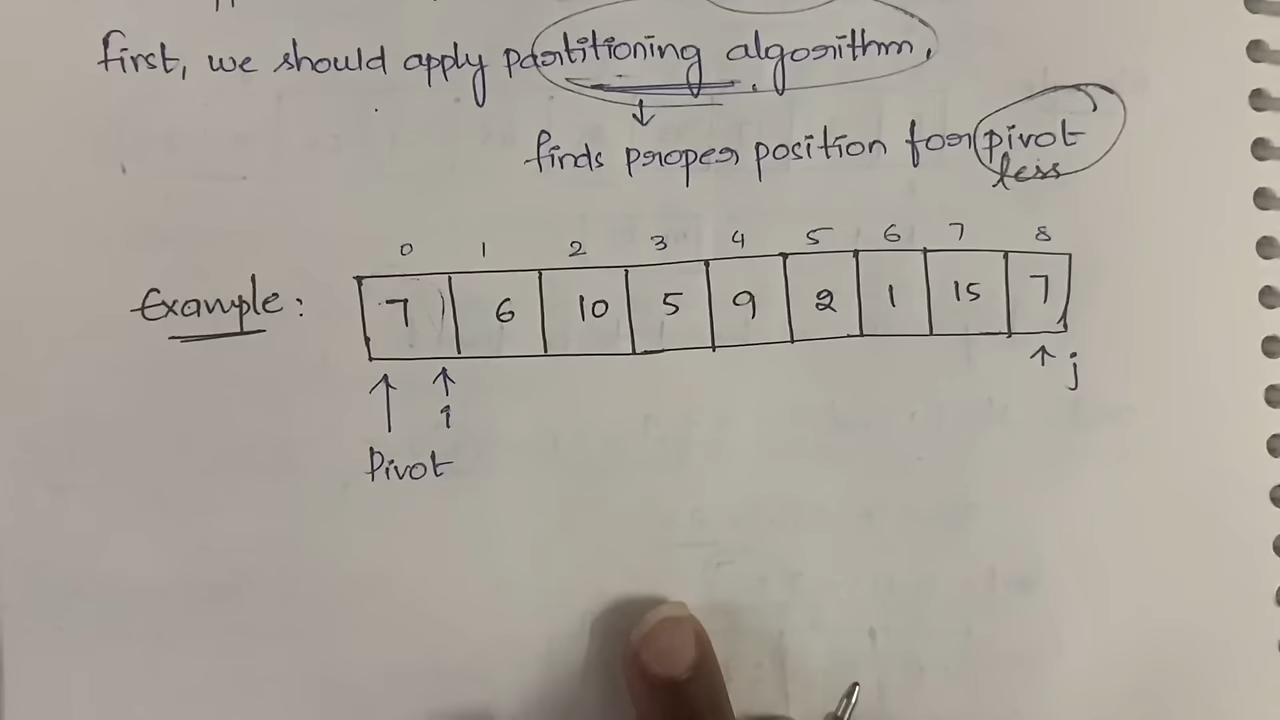 first, we should apply partitioning algorithm.
↓
finds proper position for pivot
less
0 1 2 3 4 5 6 7 8
Example: 7 6 10 5 9 2 1 15 7
↑ ↑ ↑ j
i
Pivot